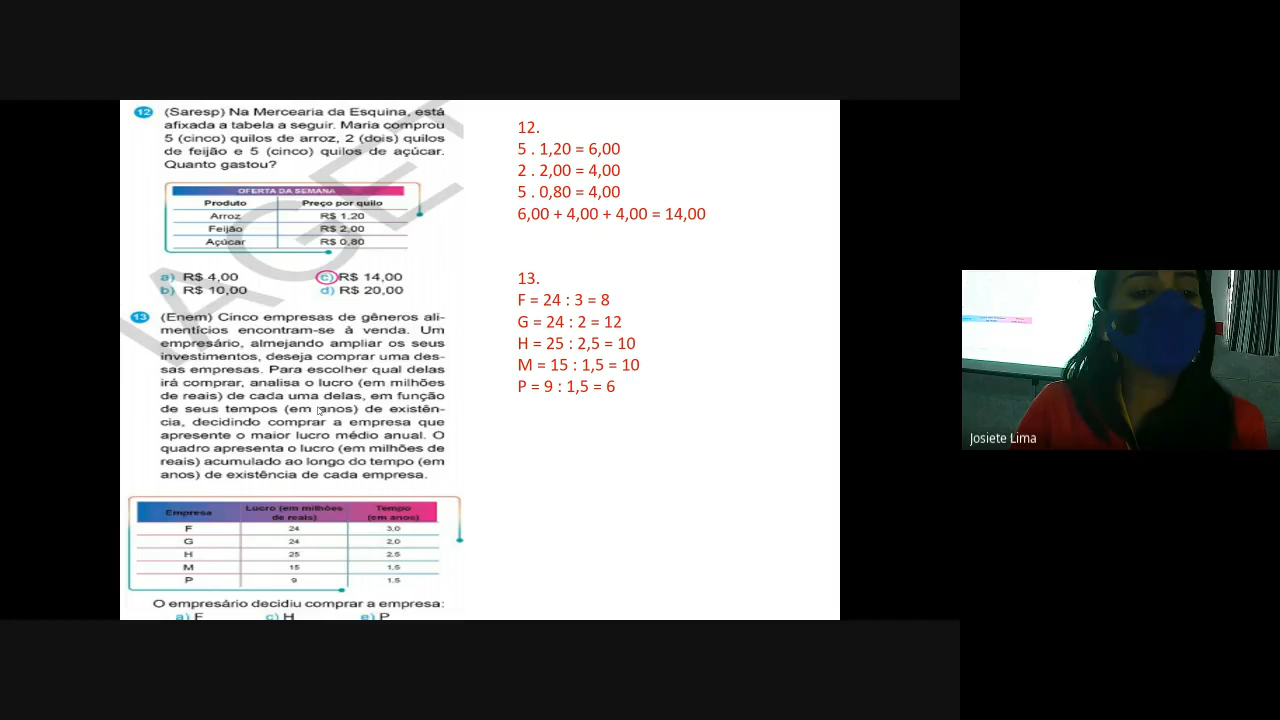 12 (Saresp) Na Mercearia da Esquina, está
afixada a tabela a seguir. Maria comprou
5 (cinco) quilos de arroz, 2 (dois) quilos
de feijão e 5 (cinco) quilos de açúcar.
Quanto gastou?
OFERTA DA SEMANA
Produto Preço por quilo
Arroz R$ 1,20
Feijão R$ 2,00
Açúcar R$ 0,80
a) R$ 4,00 c) R$ 14,00
b) R$ 10,00 d) R$ 20,00
13 (Enem) Cinco empresas de gêneros ali-
mentícios encontram-se à venda. Um
empresário, almejando ampliar os seus
investimentos, deseja comprar uma des-
sas empresas. Para escolher qual delas
irá comprar, analisa o lucro (em milhões
de reais) de cada uma delas, em função
de seus tempos (em anos) de existên-
cia, decidindo comprar a empresa que
apresente o maior lucro médio anual. O
quadro apresenta o lucro (em milhões de
reais) acumulado ao longo do tempo (em
anos) de existência de cada empresa.
Empresa Lucro (em milhões de reais) Tempo (em anos)
F 24 3,0
G 24 2,0
H 25 2,5
M 15 1,5
P 9 1,5
O empresário decidiu comprar a empresa:
a) F c) H e) P
12.
5 . 1,20 = 6,00
2 . 2,00 = 4,00
5 . 0,80 = 4,00
6,00 + 4,00 + 4,00 = 14,00
13.
F = 24 : 3 = 8
G = 24 : 2 = 12
H = 25 : 2,5 = 10
M = 15 : 1,5 = 10
P = 9 : 1,5 = 6
Josiete Lima